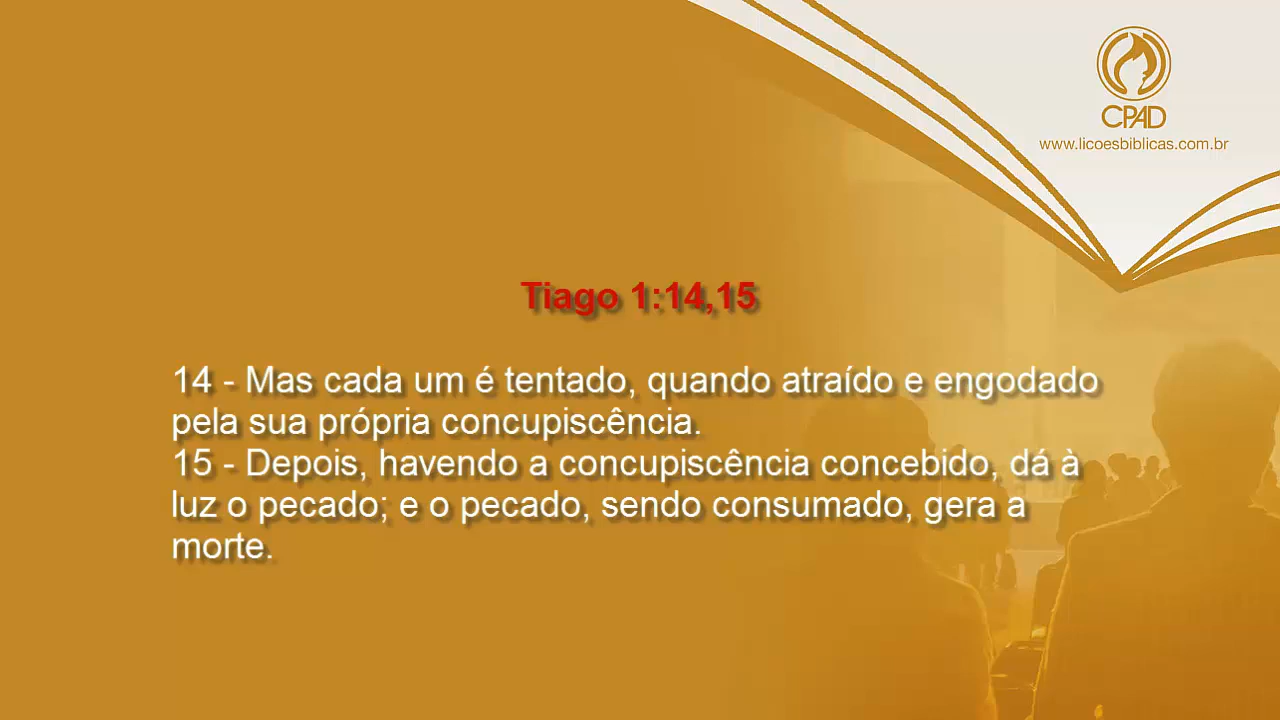 CPAD
www.licoesbiblicas.com.br
Tiago 1:14,15
14 - Mas cada um é tentado, quando atraído e engodado
pela sua própria concupiscência.
15 - Depois, havendo a concupiscência concebido, dá à
luz o pecado; e o pecado, sendo consumado, gera a
morte.